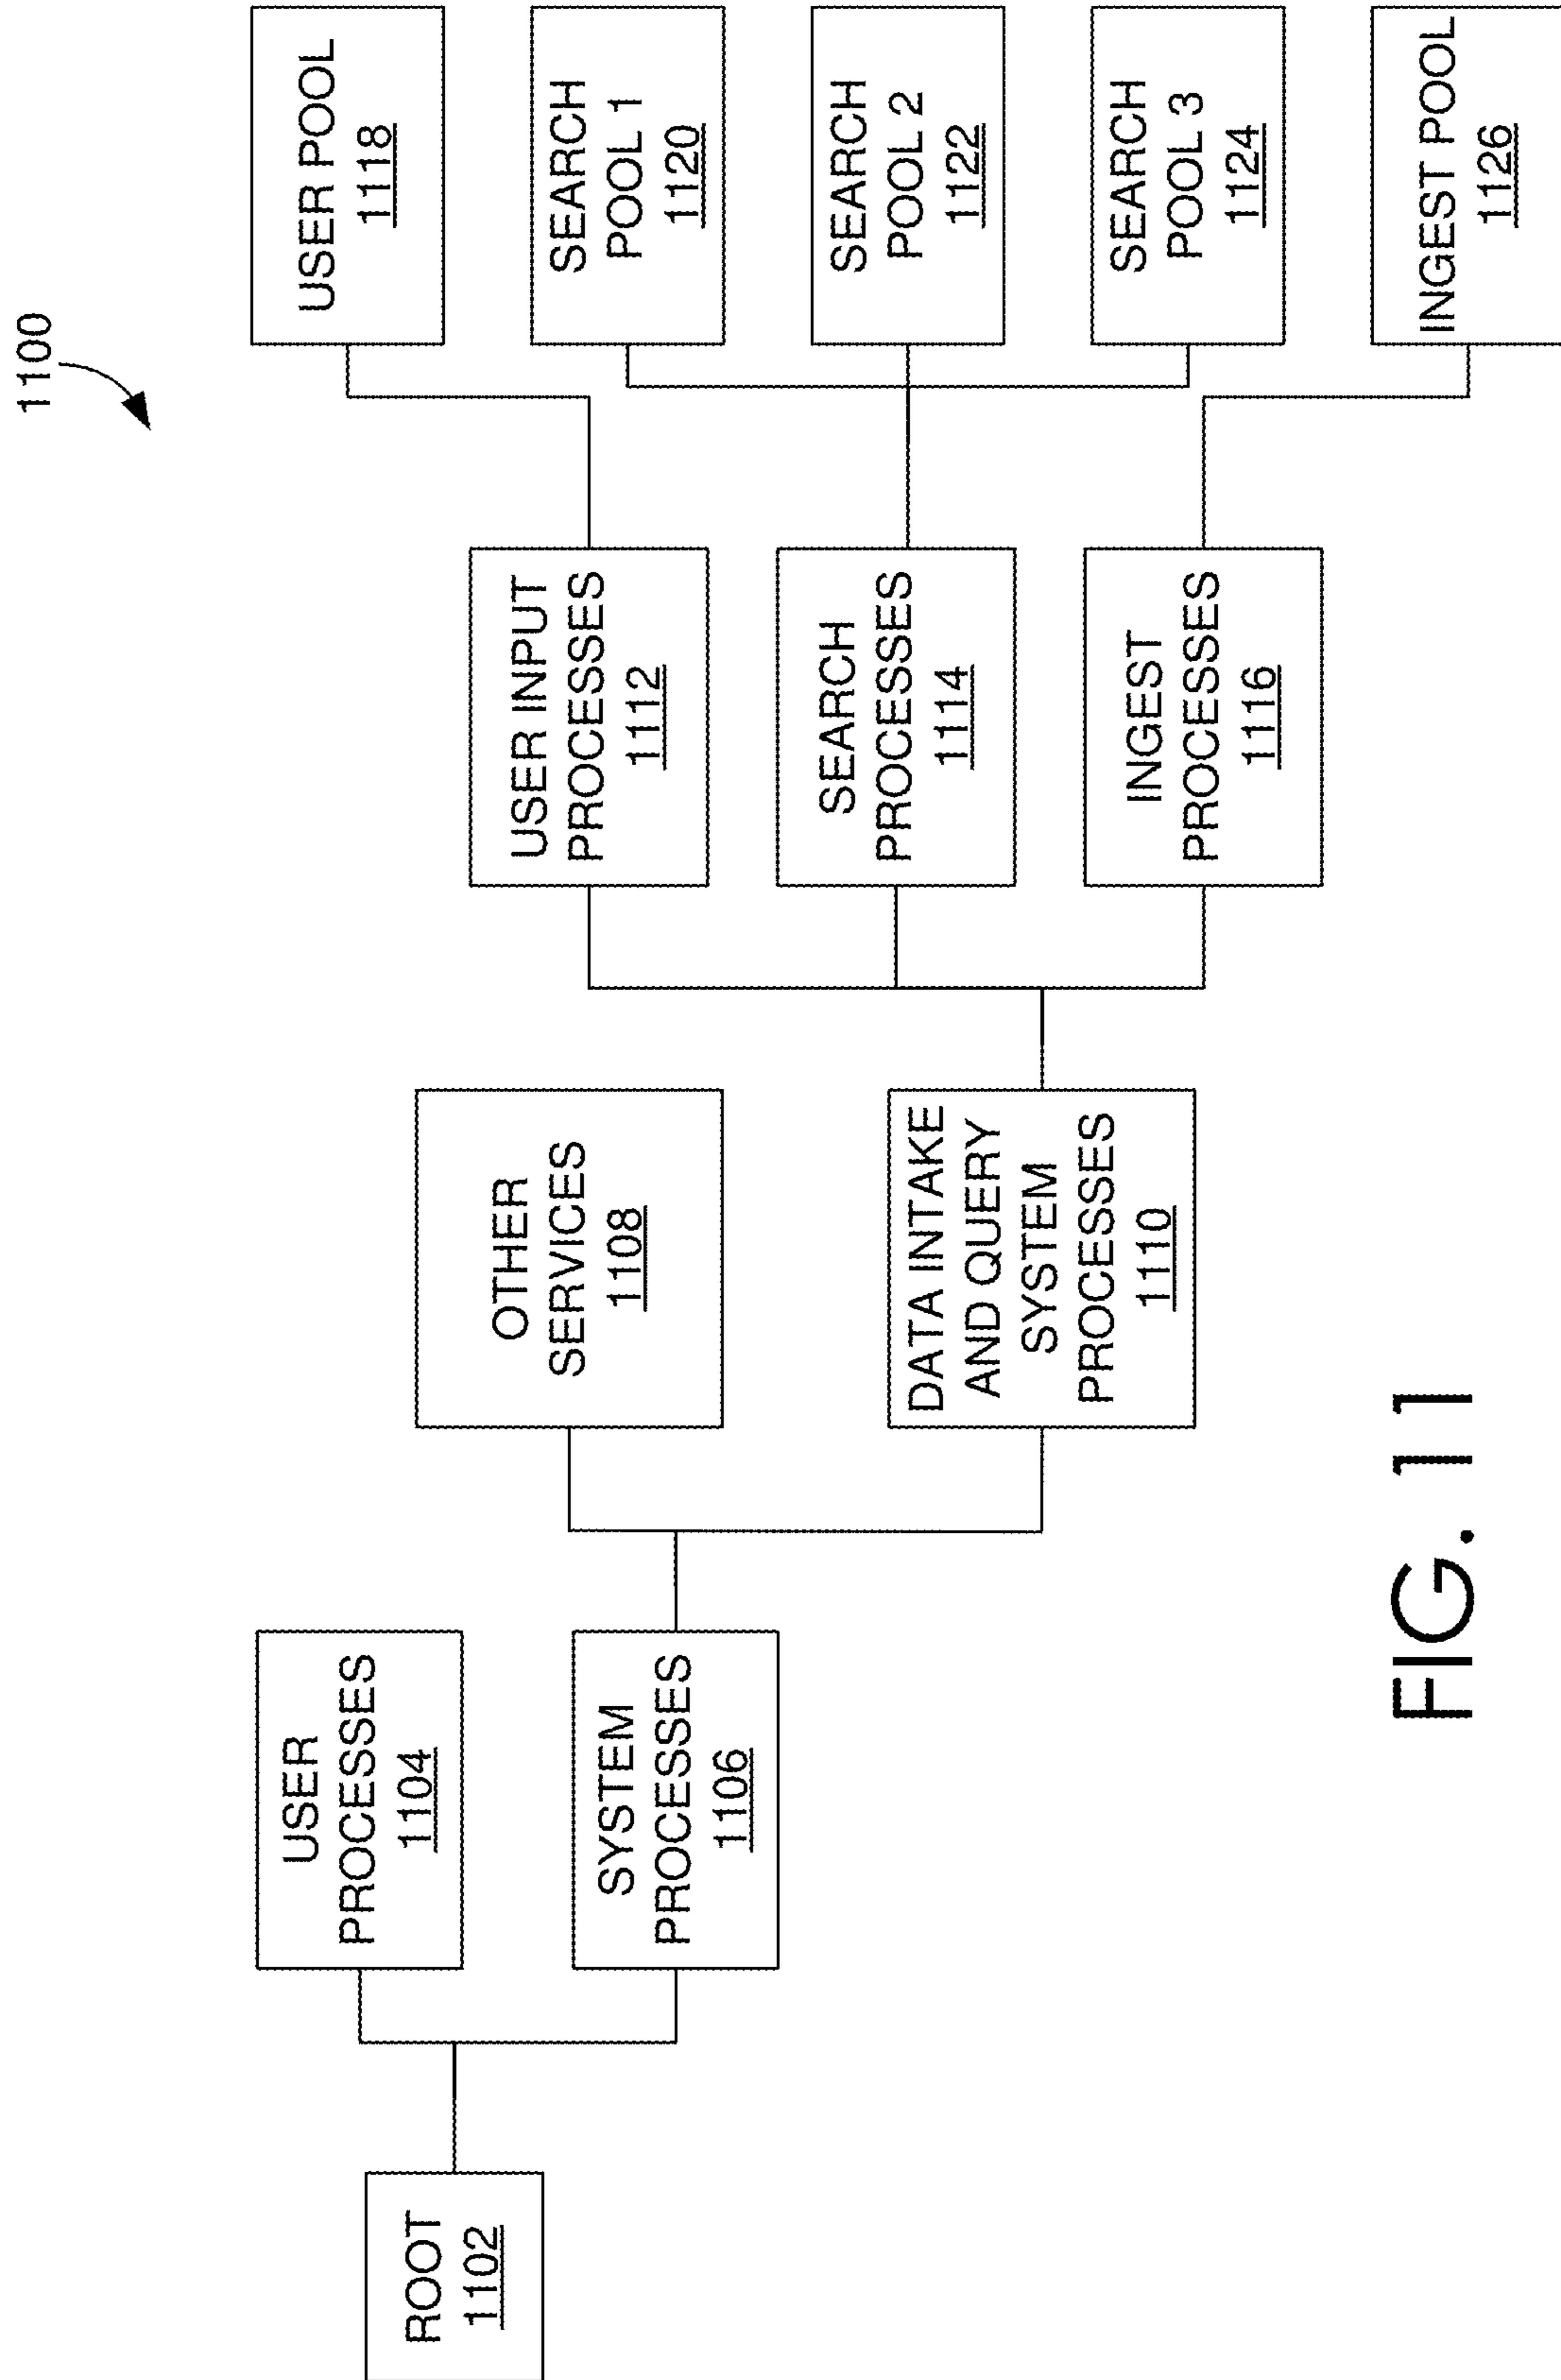 1100
ROOT
1102
USER
PROCESSES
1104
SYSTEM
PROCESSES
1106
OTHER
SERVICES
1108
DATA INTAKE
AND QUERY
SYSTEM
PROCESSES
1110
USER INPUT
PROCESSES
1112
SEARCH
PROCESSES
1114
INGEST
PROCESSES
1116
USER POOL
1118
SEARCH
POOL 1
1120
SEARCH
POOL 2
1122
SEARCH
POOL 3
1124
INGEST POOL
1126
FIG. 11